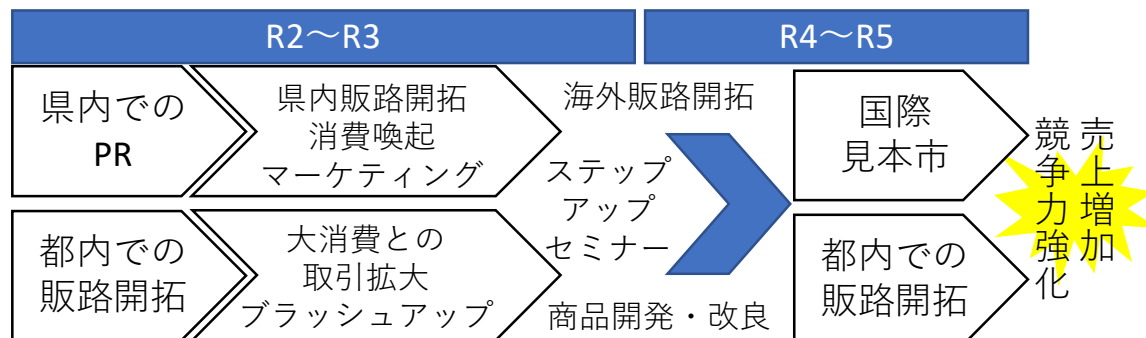 R2～R3
R4～R5
県内での
PR
県内販路開拓
消費喚起
マーケティング
海外販路開拓
ステップ
アップ
セミナー
商品開発・改良
都内での
販路開拓
大消費との
取引拡大
ブラッシュアップ
国際
見本市
都内での
販路開拓
売上増加
競争力強化